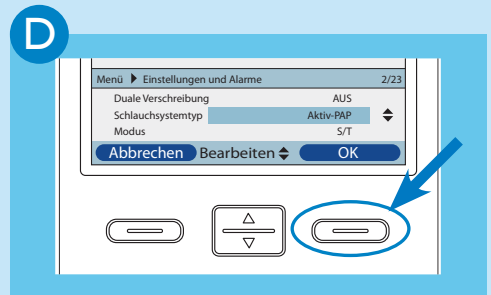 D
Menü Einstellungen und Alarme 2/23
Duale Verschreibung AUS
Schlauchsystemtyp Aktiv-PAP
Modus S/T
Abbrechen Bearbeiten OK